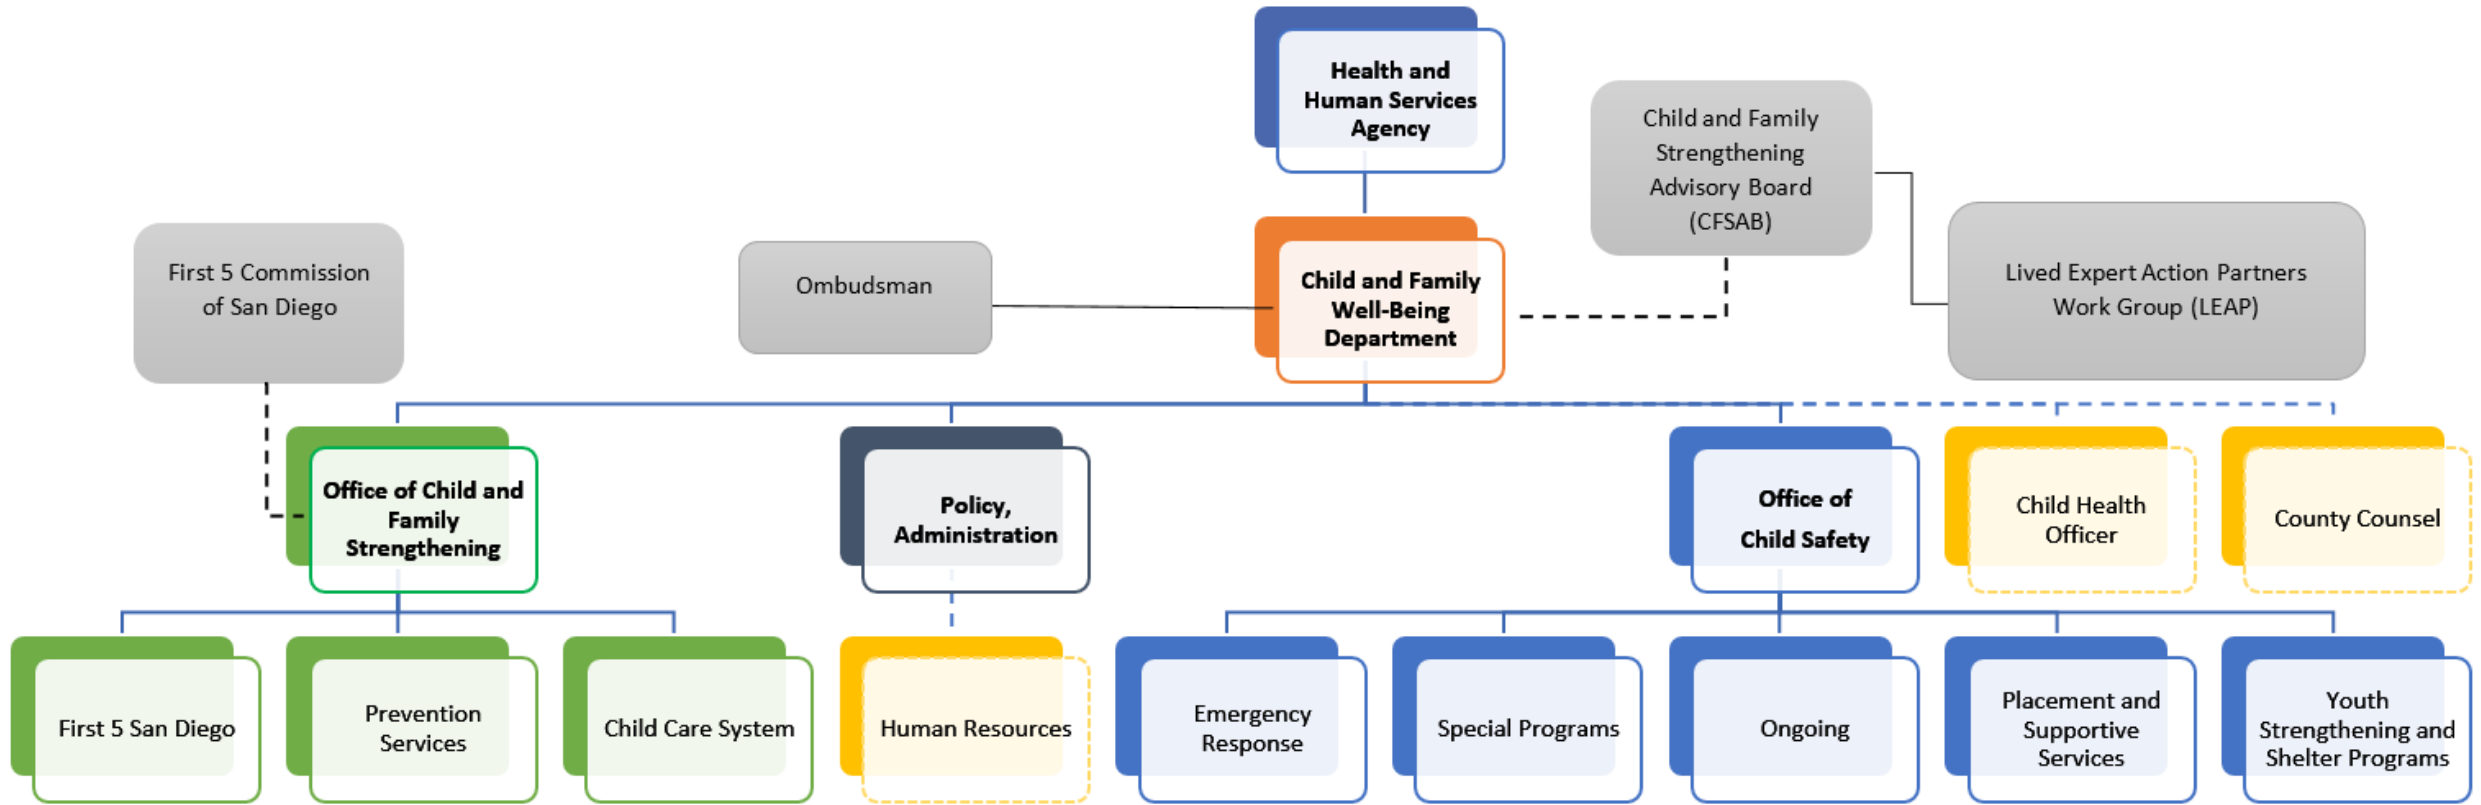 Health and
Human Services
Agency
Child and Family
Strengthening
Advisory Board
(CFSAB)
First 5 Commission
of San Diego
Ombudsman
Child and Family
Well-Being
Department
Lived Expert Action Partners
Work Group (LEAP)
Office of Child and
Family
Strengthening
Policy,
Administration
Office of
Child Safety
Child Health
Officer
County Counsel
First 5 San Diego
Prevention
Services
Child Care System
Human Resources
Emergency
Response
Special Programs
Ongoing
Placement and
Supportive
Services
Youth
Strengthening and
Shelter Programs